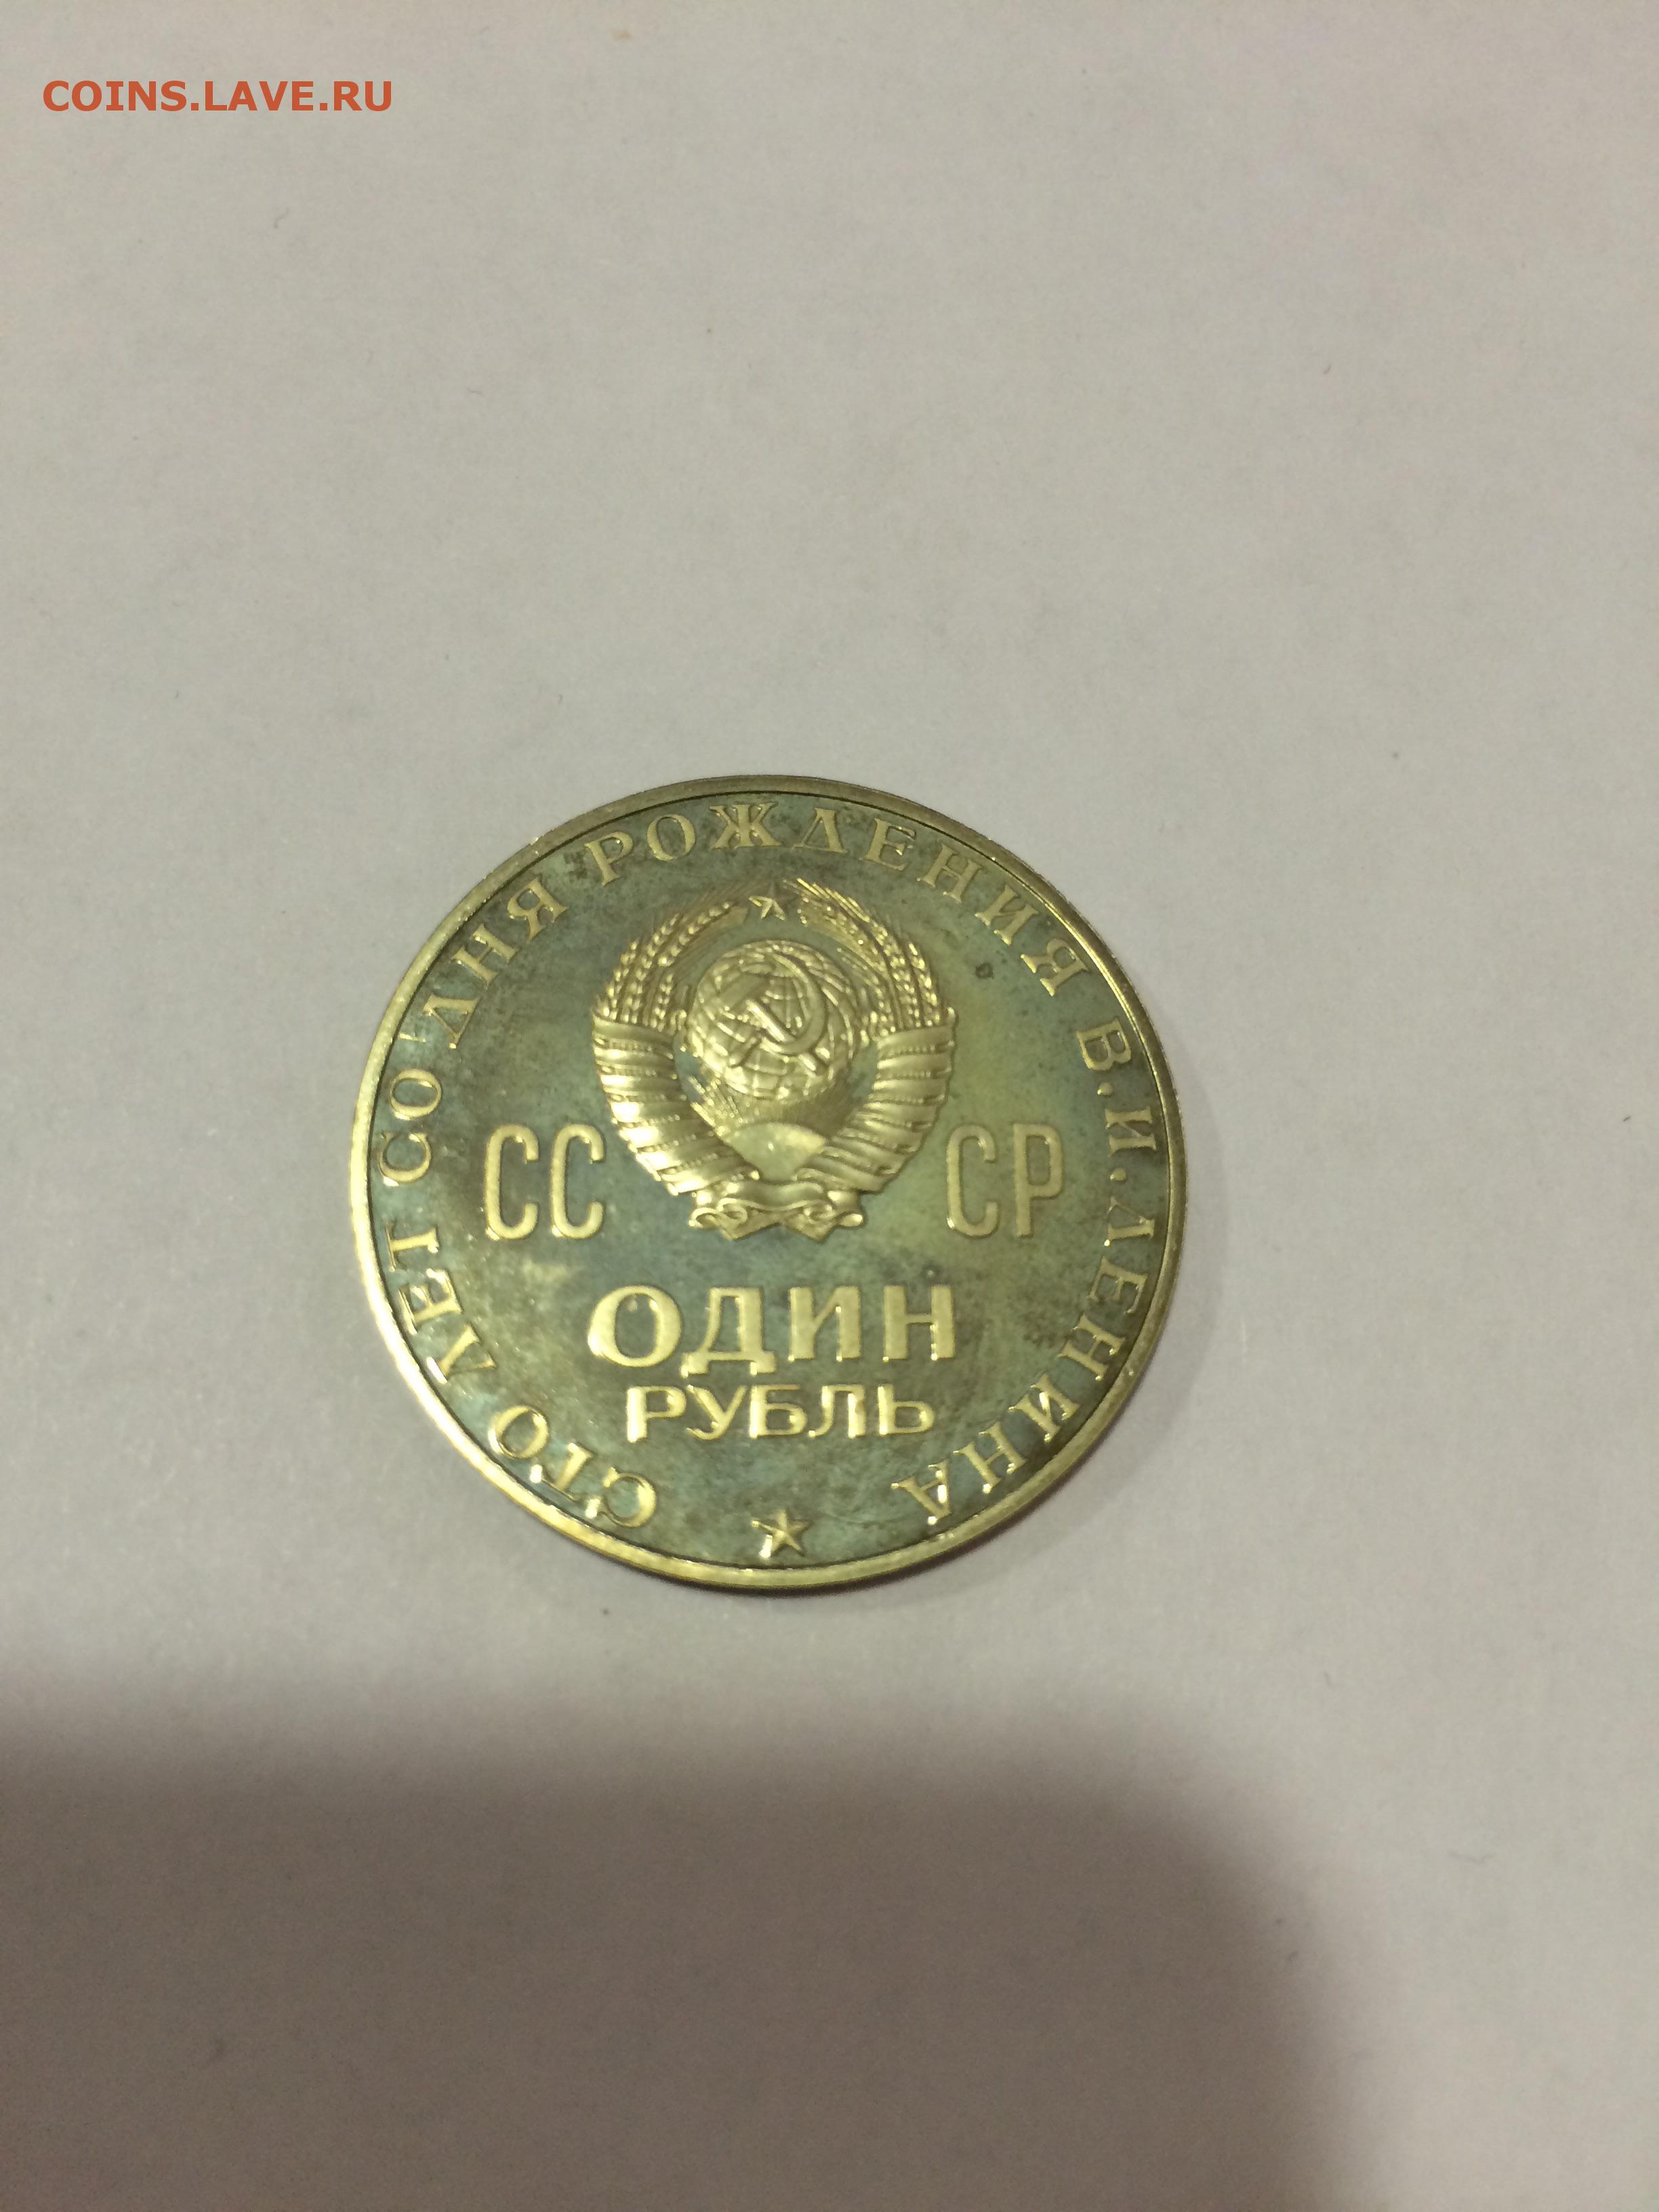 COINS.LAVE.RU
СТО ЛЕТ СО ДНЯ РОЖДЕНИЯ В.И.ЛЕНИНА
СС СР
ОДИН
РУБЛЬ